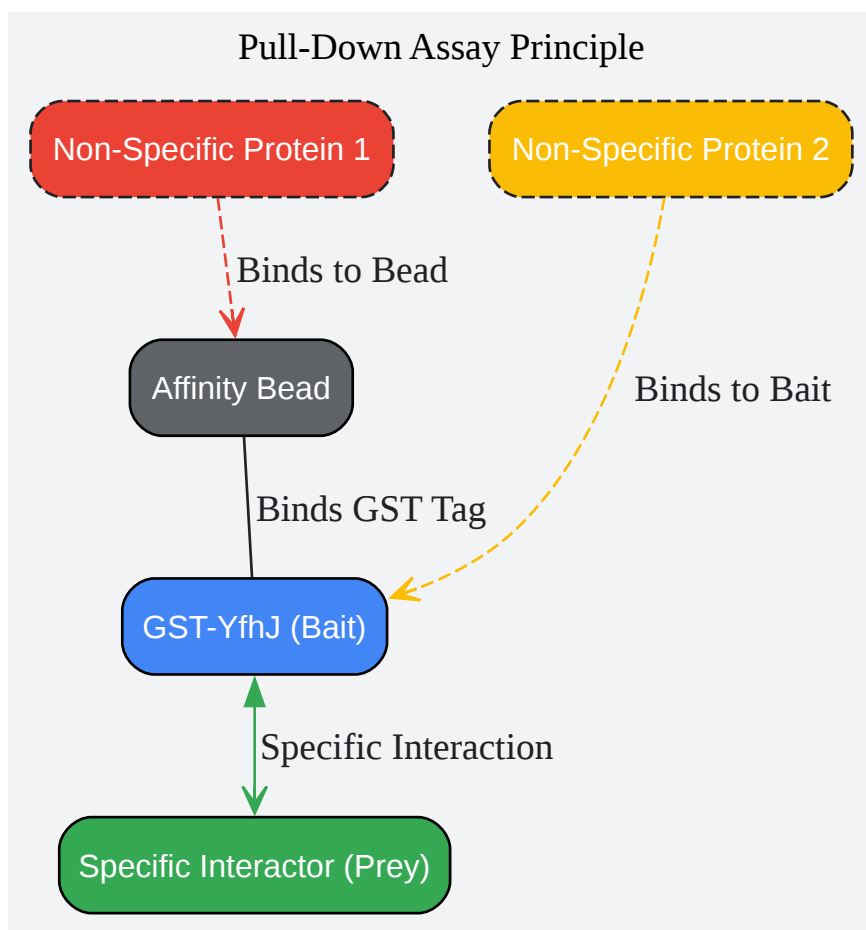 Pull-Down Assay Principle
Non-Specific Protein 1
Non-Specific Protein 2
Binds to Bead
Affinity Bead
Binds to Bait
Binds GST Tag
GST-YfhJ (Bait)
Specific Interaction
Specific Interactor (Prey)